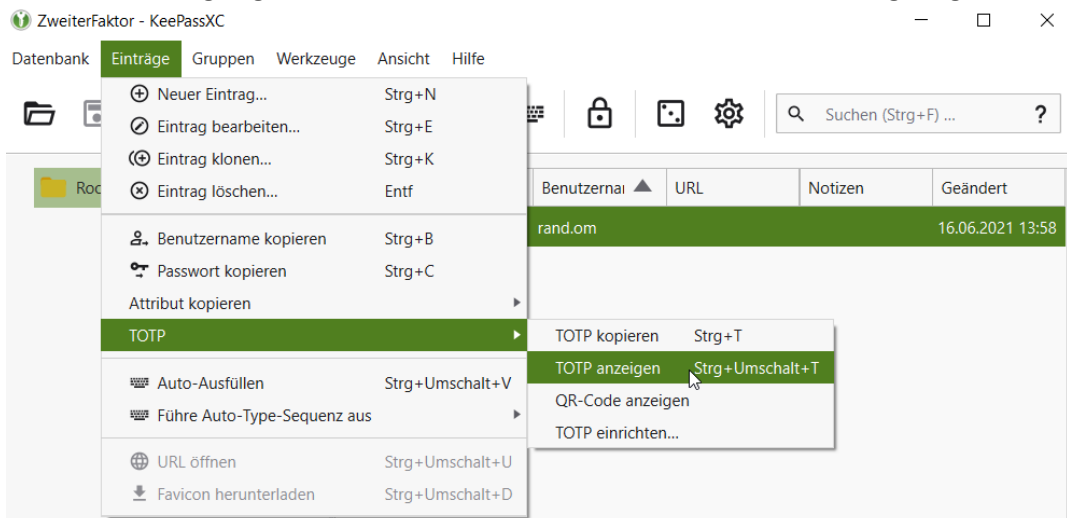 ZweiterFaktor - KeePassXC
Datenbank Einträge Gruppen Werkzeuge Ansicht Hilfe
Neuer Eintrag... Strg+N
Eintrag bearbeiten... Strg+E
Suchen (Strg+F) ... ?
Eintrag klonen... Strg+K
Eintrag löschen... Entf
Roo Benutzernai URL Notizen Geändert
rand.om 16.06.2021 13:58
Benutzername kopieren Strg+B
Passwort kopieren Strg+C
Attribut kopieren
TOTP
TOTP kopieren Strg+T
TOTP anzeigen Strg+Umschalt+T
QR-Code anzeigen
TOTP einrichten...
Auto-Ausfüllen Strg+Umschalt+V
Führe Auto-Type-Sequenz aus
URL öffnen Strg+Umschalt+U
Favicon herunterladen Strg+Umschalt+D